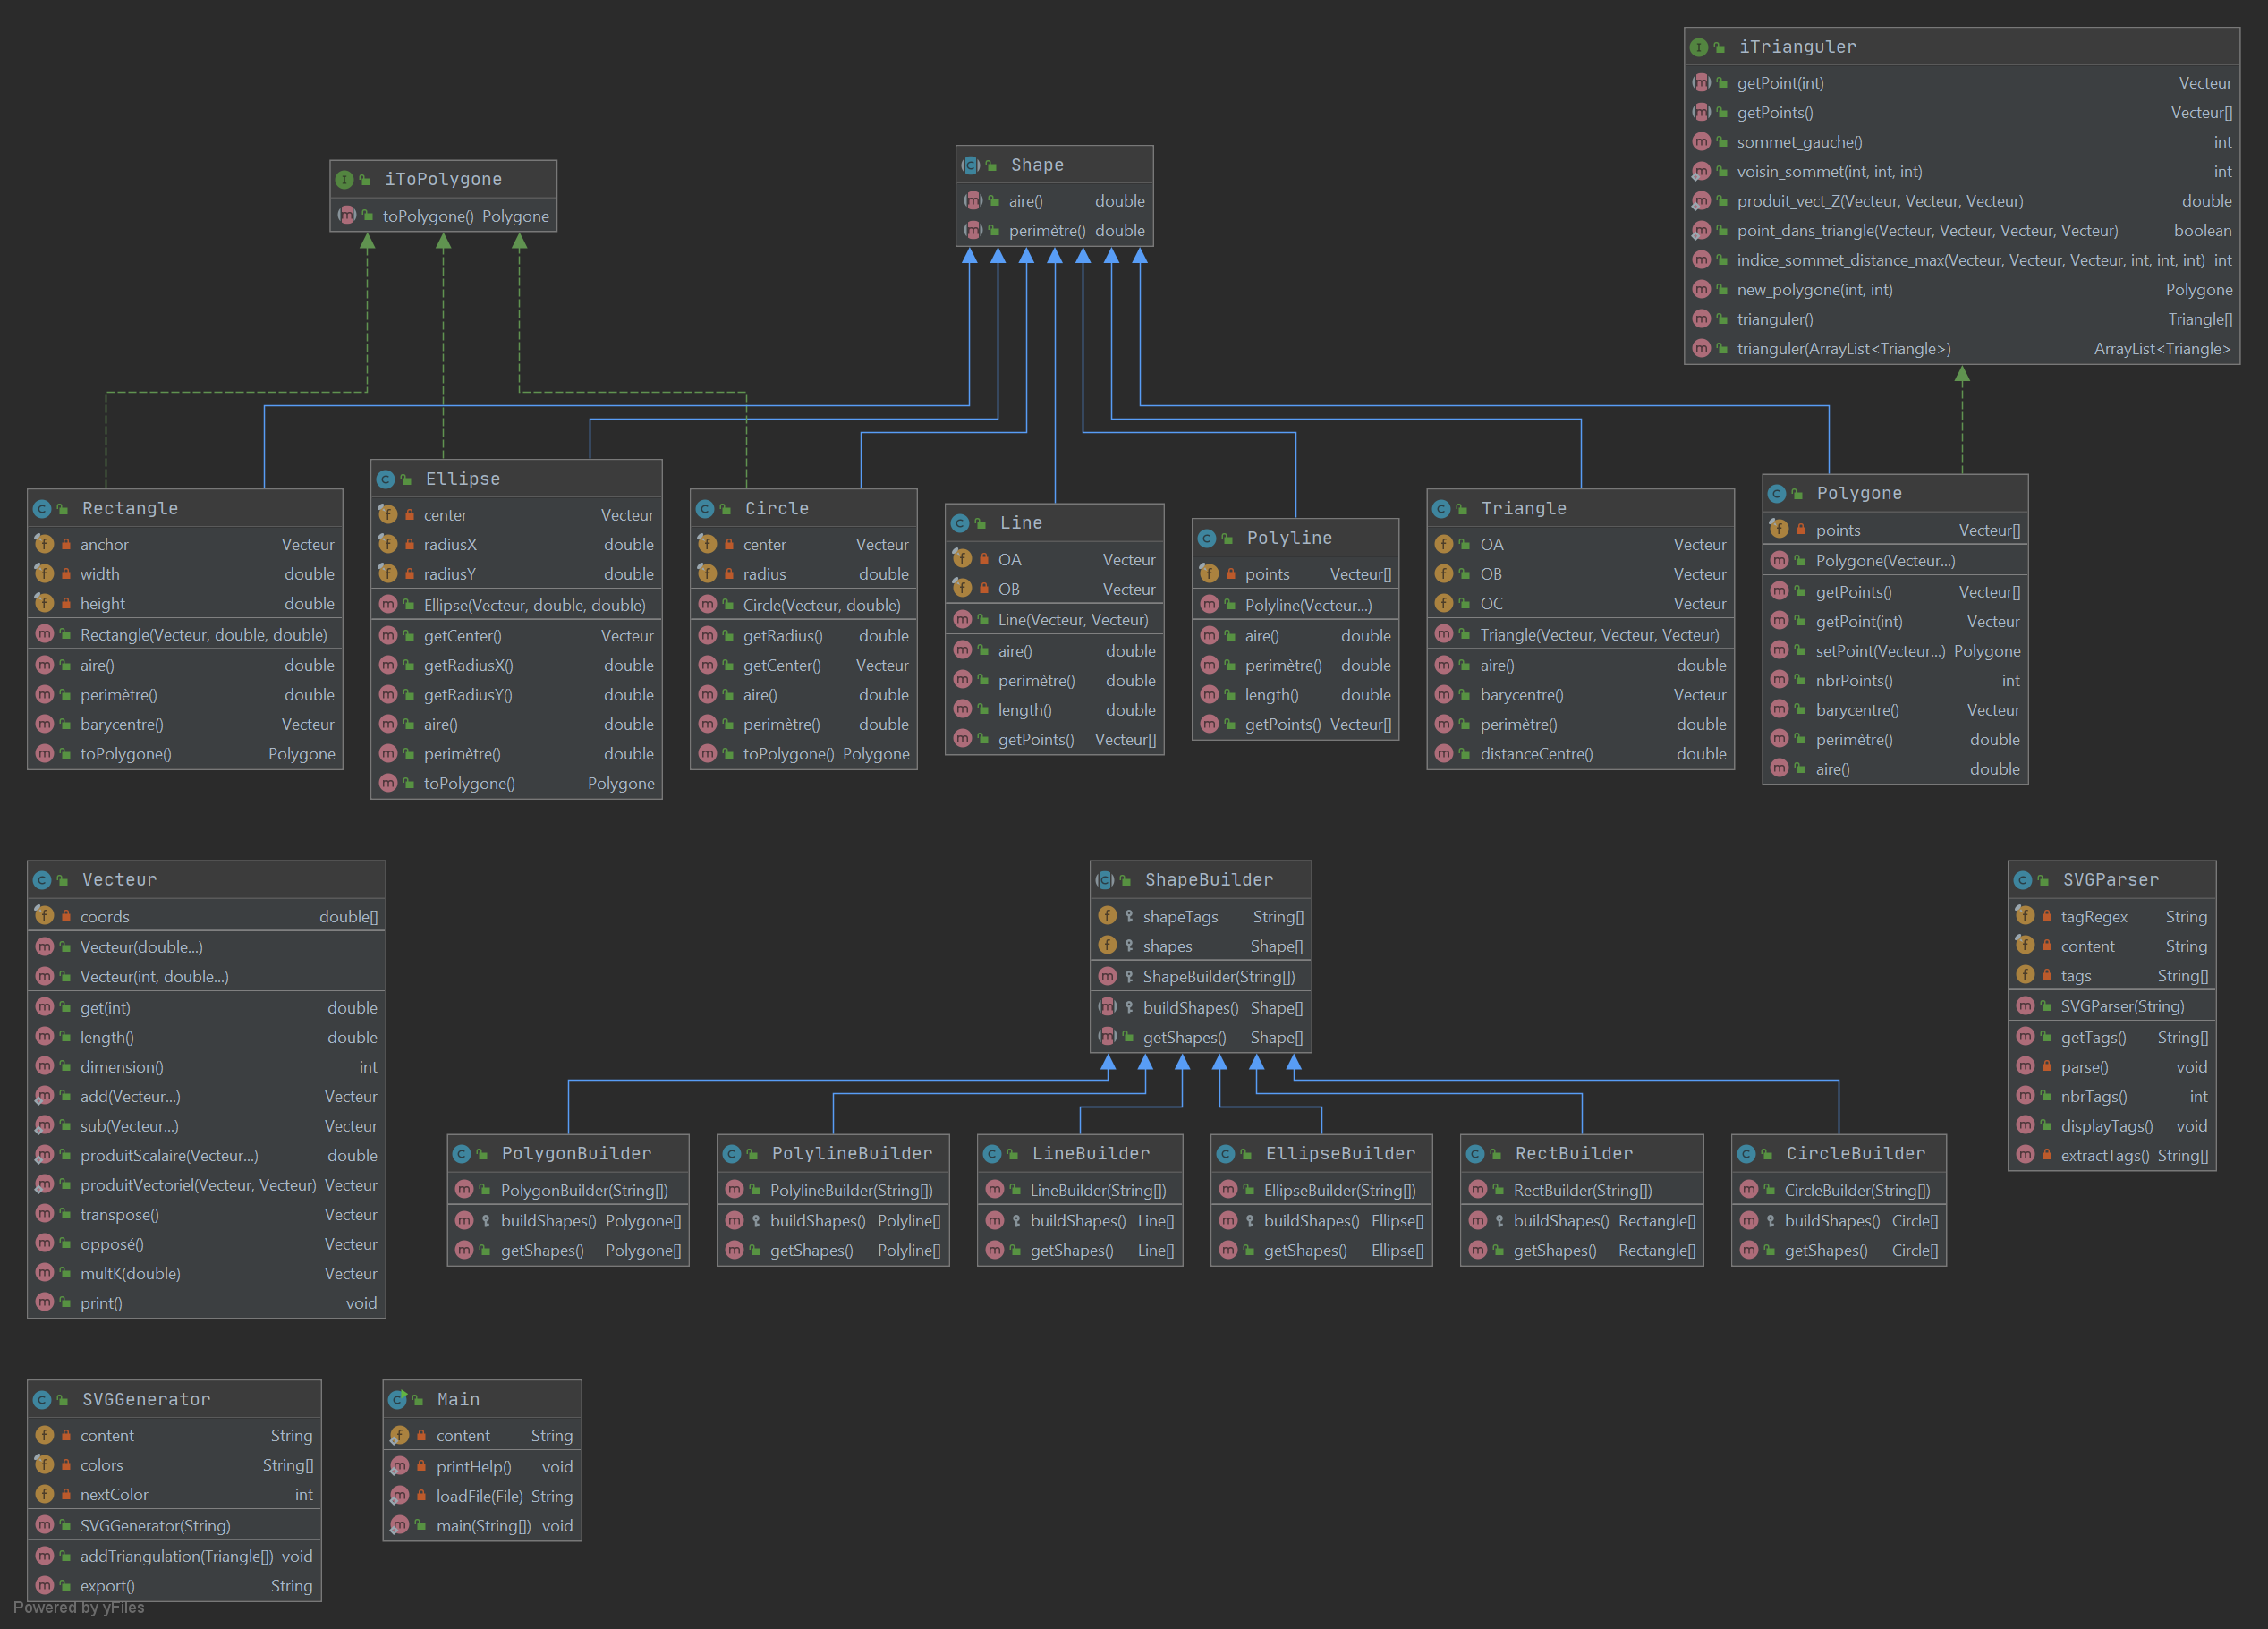 iTrianguler
getPoint(int) Vecteur
getPoints() Vecteur[]
sommet_gauche() int
voisin_sommet(int, int, int) int
produit_vect_Z(Vecteur, Vecteur, Vecteur) double
point_dans_triangle(Vecteur, Vecteur, Vecteur, Vecteur) boolean
indice_sommet_distance_max(Vecteur, Vecteur, Vecteur, int, int, int) int
new_polygone(int, int) Polygone
trianguler() Triangle[]
trianguler(ArrayList<Triangle>) ArrayList<Triangle>
iToPolygone
toPolygone() Polygone
Shape
aire() double
perimètre() double
Rectangle
anchor Vecteur
width double
height double
Rectangle(Vecteur, double, double)
aire() double
perimètre() double
barycentre() Vecteur
toPolygone() Polygone
Ellipse
center Vecteur
radiusX double
radiusY double
Ellipse(Vecteur, double, double)
getCenter() Vecteur
getRadiusX() double
getRadiusY() double
aire() double
perimètre() double
toPolygone() Polygone
Circle
center Vecteur
radius double
Circle(Vecteur, double)
getRadius() double
getCenter() Vecteur
aire() double
perimètre() double
toPolygone() Polygone
Line
OA Vecteur
OB Vecteur
Line(Vecteur, Vecteur)
aire() double
perimètre() double
length() double
getPoints() Vecteur[]
Polyline
points Vecteur[]
Polyline(Vecteur...)
aire() double
perimètre() double
length() double
getPoints() Vecteur[]
Triangle
OA Vecteur
OB Vecteur
OC Vecteur
Triangle(Vecteur, Vecteur, Vecteur)
aire() double
barycentre() Vecteur
perimètre() double
distanceCentre() double
Polygone
points Vecteur[]
Polygone(Vecteur...)
getPoints() Vecteur[]
getPoint(int) Vecteur
setPoint(Vecteur...) Polygone
nbrPoints() int
barycentre() Vecteur
perimètre() double
aire() double
Vecteur
coords double[]
Vecteur(double...)
Vecteur(int, double...)
get(int) double
length() double
dimension() int
add(Vecteur...) Vecteur
sub(Vecteur...) Vecteur
produitScalaire(Vecteur...) double
produitVectoriel(Vecteur, Vecteur) Vecteur
transpose() Vecteur
opposé() Vecteur
multK(double) Vecteur
print() void
ShapeBuilder
shapeTags String[]
shapes Shape[]
ShapeBuilder(String[])
buildShapes() Shape[]
getShapes() Shape[]
SVGParser
tagRegex String
content String
tags String[]
SVGParser(String)
getTags() String[]
parse() void
nbrTags() int
displayTags() void
extractTags() String[]
PolygonBuilder
PolygonBuilder(String[])
buildShapes() Polygone[]
getShapes() Polygone[]
PolylineBuilder
PolylineBuilder(String[])
buildShapes() Polyline[]
getShapes() Polyline[]
LineBuilder
LineBuilder(String[])
buildShapes() Line[]
getShapes() Line[]
EllipseBuilder
EllipseBuilder(String[])
buildShapes() Ellipse[]
getShapes() Ellipse[]
RectBuilder
RectBuilder(String[])
buildShapes() Rectangle[]
getShapes() Rectangle[]
CircleBuilder
CircleBuilder(String[])
buildShapes() Circle[]
getShapes() Circle[]
SVGGenerator
content String
colors String[]
nextColor int
SVGGenerator(String)
addTriangulation(Triangle[]) void
export() String
Main
content String
printHelp() void
loadFile(File) String
main(String[]) void
Powered by yFiles